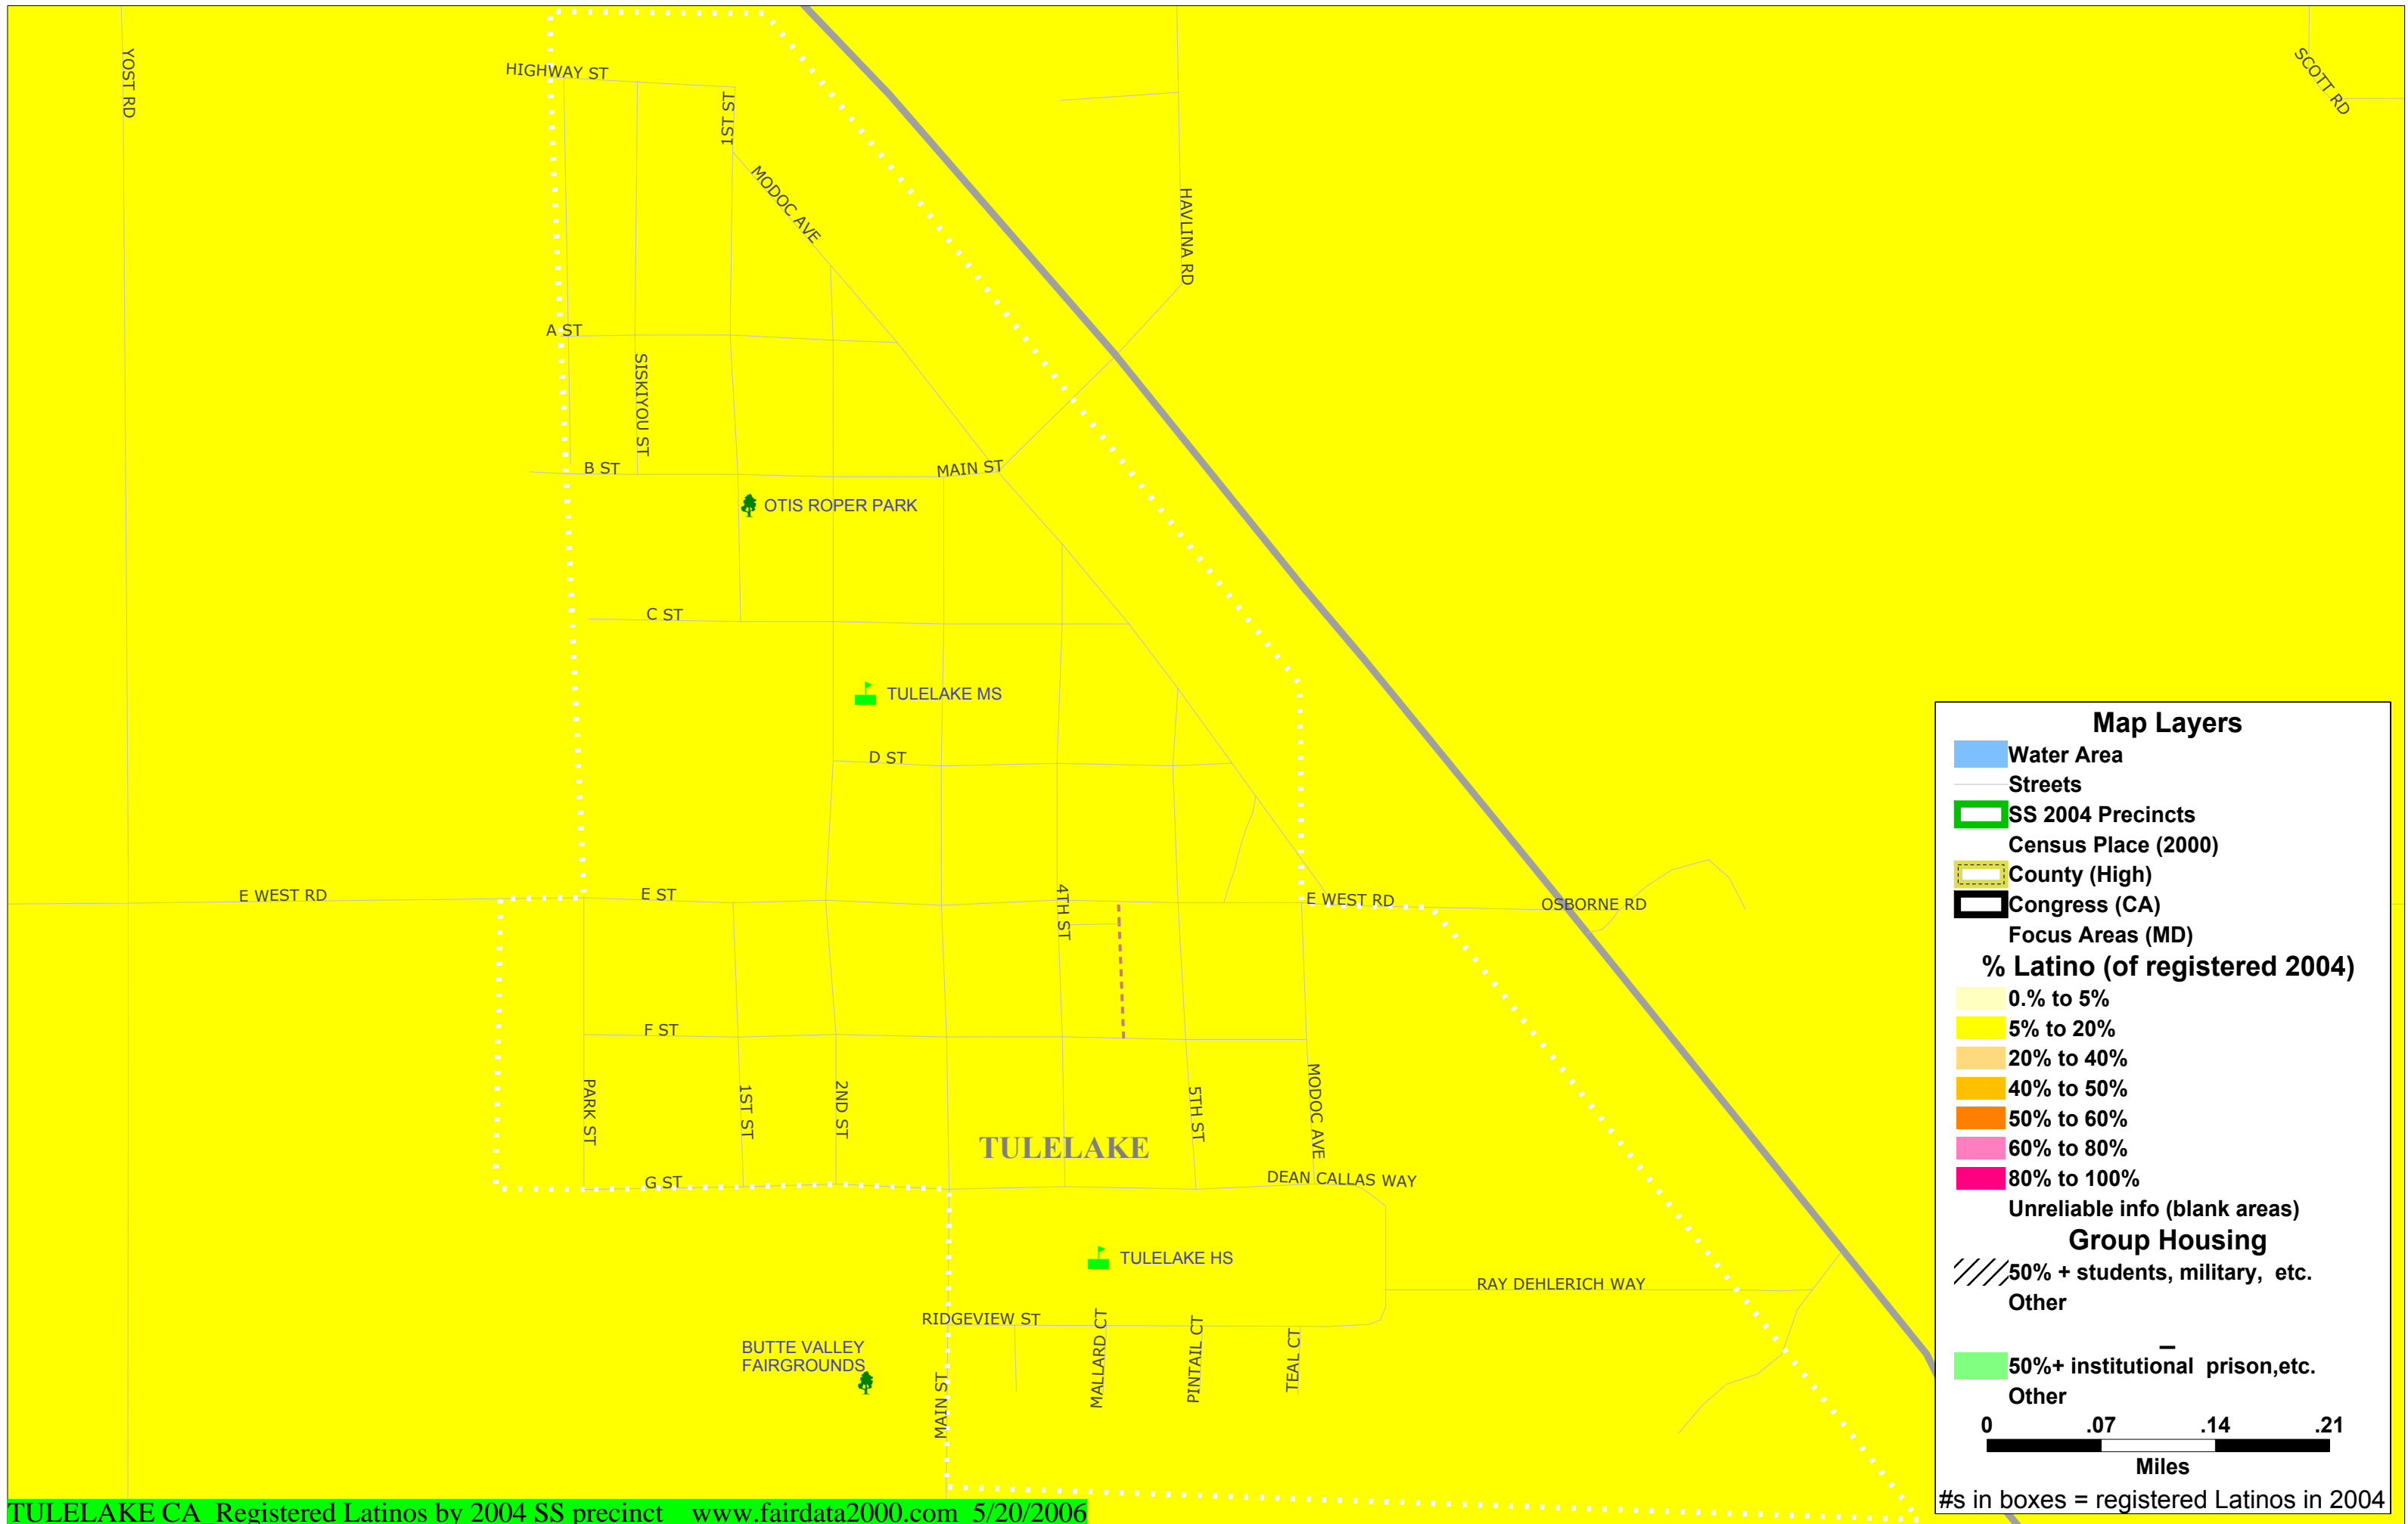 YOST RD
HIGHWAY ST
1ST ST
MODOC AVE
HAVLINA RD
SCOTT RD
A ST
SISKIYOU ST
B ST
MAIN ST
OTIS ROPER PARK
C ST
TULELAKE MS
D ST
E WEST RD
E ST
4TH ST
E WEST RD
OSBORNE RD
F ST
PARK ST
1ST ST
2ND ST
5TH ST
MODOC AVE
TULELAKE
G ST
DEAN CALLAS WAY
TULELAKE HS
RAY DEHLERICH WAY
RIDGEVIEW ST
BUTTE VALLEY
FAIRGROUNDS
MAIN ST
MALLARD CT
PINTAIL CT
TEAL CT
Map Layers
Water Area
Streets
SS 2004 Precincts
Census Place (2000)
County (High)
Congress (CA)
Focus Areas (MD)
% Latino (of registered 2004)
0.% to 5%
5% to 20%
20% to 40%
40% to 50%
50% to 60%
60% to 80%
80% to 100%
Unreliable info (blank areas)
Group Housing
50% + students, military, etc.
Other
50%+ institutional prison,etc.
Other
0 .07 .14 .21
Miles
#s in boxes = registered Latinos in 2004
TULELAKE CA Registered Latinos by 2004 SS precinct www.fairdata2000.com 5/20/2006